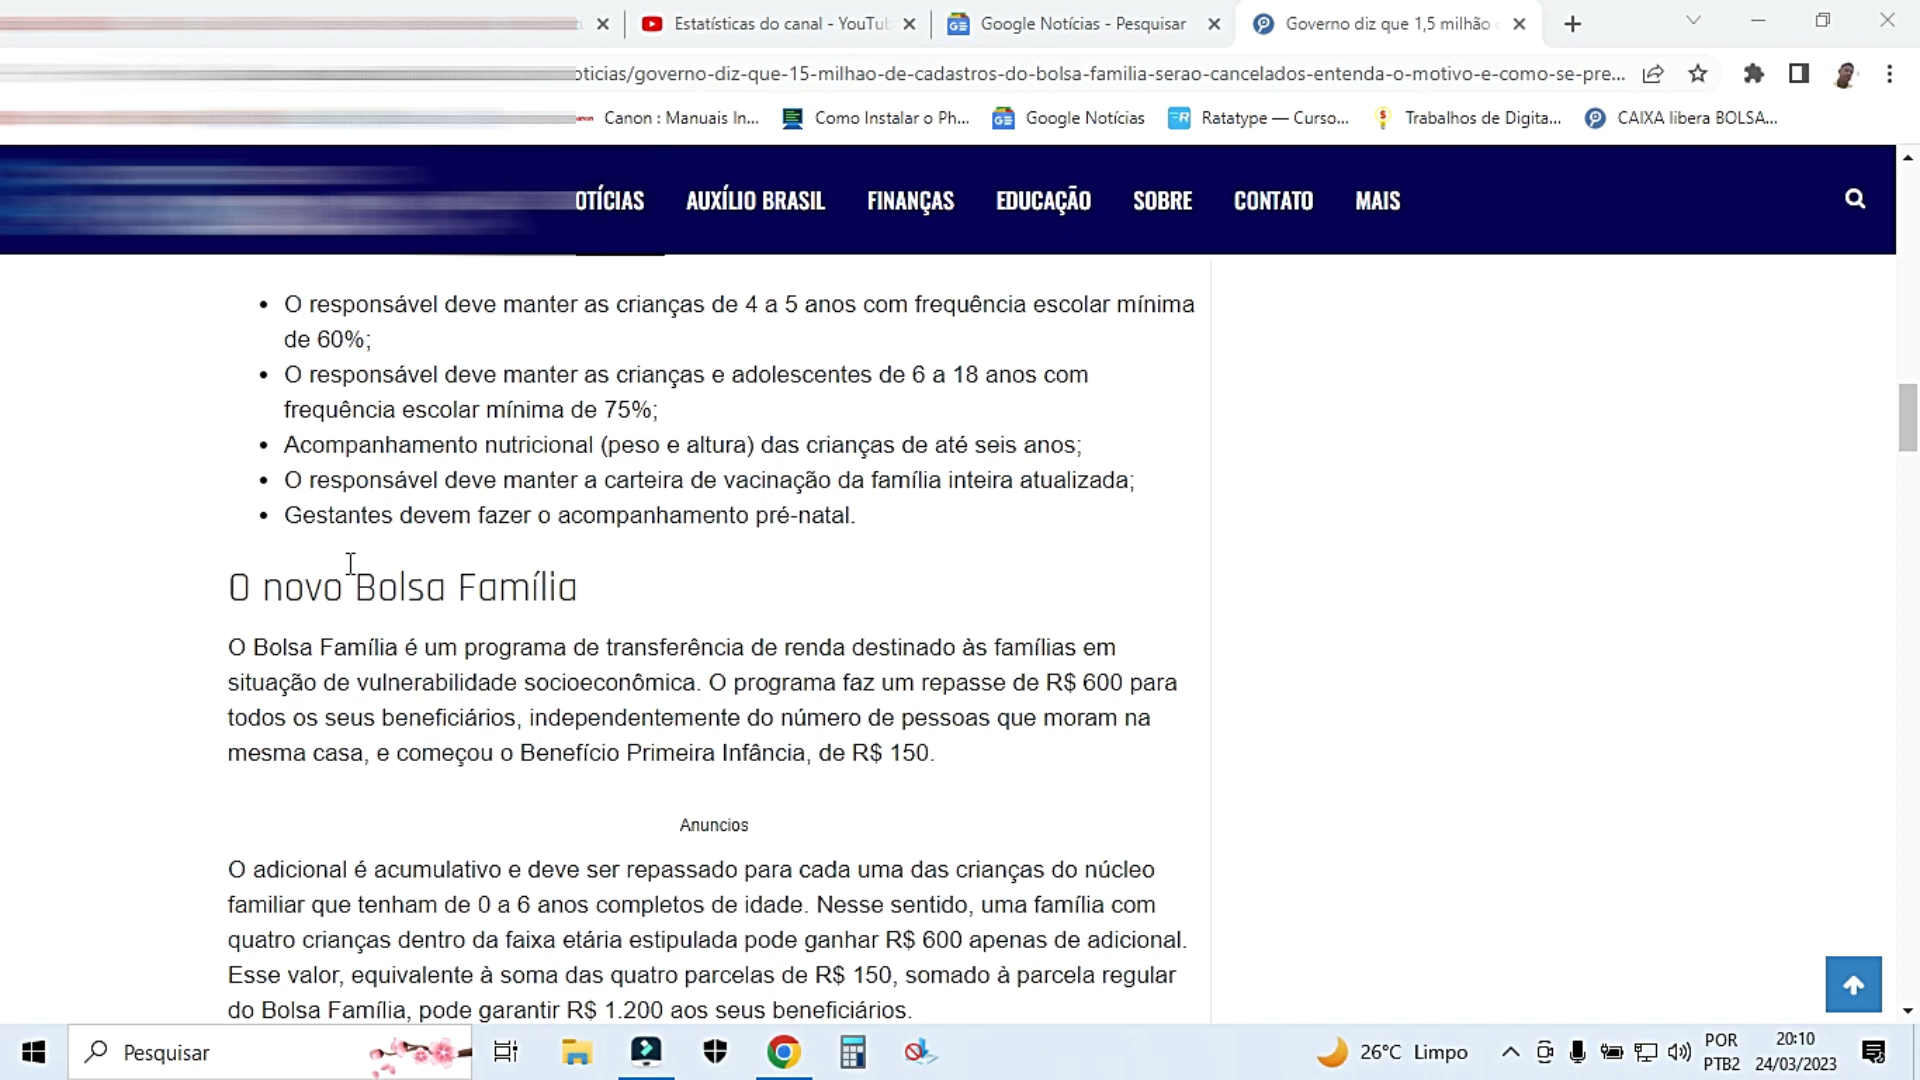 Estatísticas do canal - YouTu
Google Notícias - Pesquisar
Governo diz que 1,5 milhão
oticias/governo-diz-que-15-milhao-de-cadastros-do-bolsa-familia-serao-cancelados-entenda-o-motivo-e-como-se-pre...
Canon : Manuais In...
Como Instalar o Ph...
Google Notícias
Ratatype — Curso...
Trabalhos de Digita...
CAIXA libera BOLSA...
OTÍCIAS
AUXÍLIO BRASIL
FINANÇAS
EDUCAÇÃO
SOBRE
CONTATO
MAIS
• O responsável deve manter as crianças de 4 a 5 anos com frequência escolar mínima
de 60%;
• O responsável deve manter as crianças e adolescentes de 6 a 18 anos com
frequência escolar mínima de 75%;
• Acompanhamento nutricional (peso e altura) das crianças de até seis anos;
• O responsável deve manter a carteira de vacinação da família inteira atualizada;
• Gestantes devem fazer o acompanhamento pré-natal.
O novo Bolsa Família
O Bolsa Família é um programa de transferência de renda destinado às famílias em
situação de vulnerabilidade socioeconômica. O programa faz um repasse de R$ 600 para
todos os seus beneficiários, independentemente do número de pessoas que moram na
mesma casa, e começou o Benefício Primeira Infância, de R$ 150.
Anuncios
O adicional é acumulativo e deve ser repassado para cada uma das crianças do núcleo
familiar que tenham de 0 a 6 anos completos de idade. Nesse sentido, uma família com
quatro crianças dentro da faixa etária estipulada pode ganhar R$ 600 apenas de adicional.
Esse valor, equivalente à soma das quatro parcelas de R$ 150, somado à parcela regular
do Bolsa Família, pode garantir R$ 1.200 aos seus beneficiários.
Pesquisar
26°C Limpo
POR
PTB2
20:10
24/03/2023